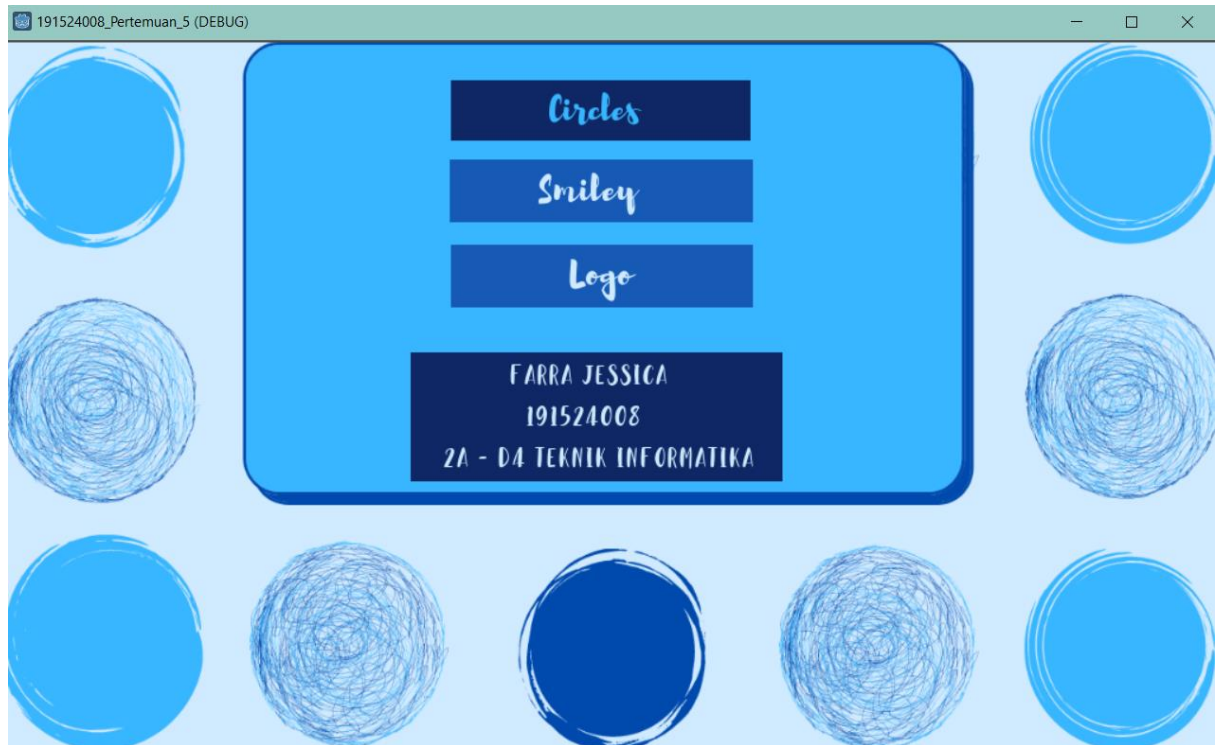 191524008_Pertemuan_5 (DEBUG)
Circles
Smiley
Logo
FARRA JESSICA
191524008
2A - D4 TEKNIK INFORMATIKA